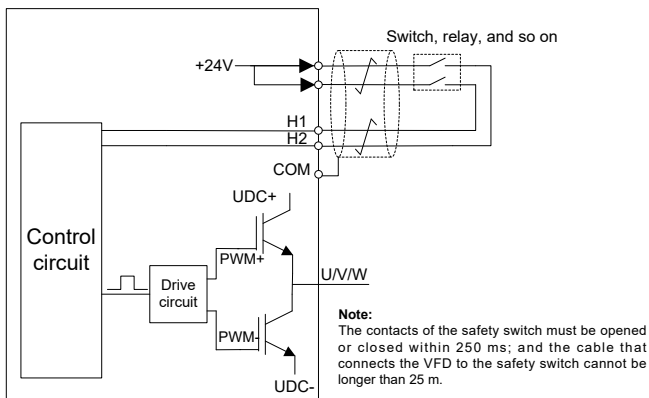 Switch, relay, and so on
+24V
H1
H2
COM
UDC+
Control
circuit
PWM+
Drive
circuit
U/V/W
PWM-
UDC-
Note:
The contacts of the safety switch must be opened
or closed within 250 ms; and the cable that
connects the VFD to the safety switch cannot be
longer than 25 m.